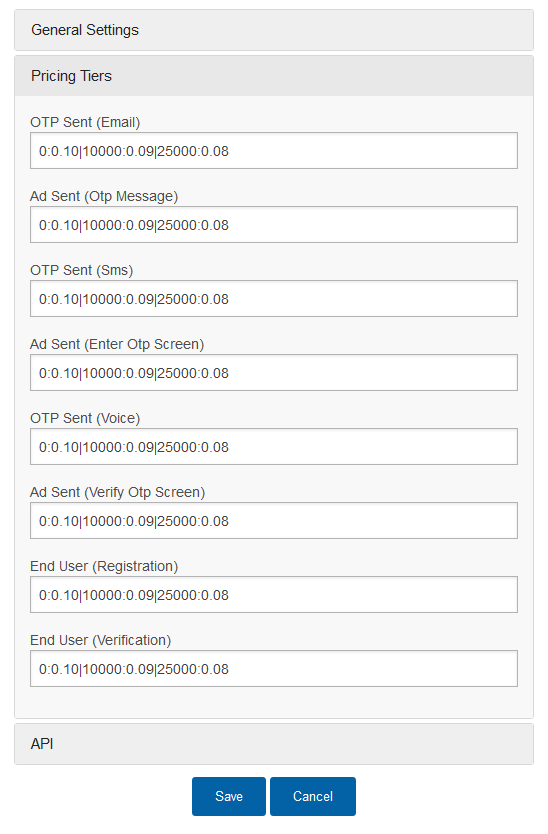 General Settings
Pricing Tiers
OTP Sent (Email)
0:0.10|10000:0.09|25000:0.08
Ad Sent (Otp Message)
0:0.10|10000:0.09|25000:0.08
OTP Sent (Sms)
0:0.10|10000:0.09|25000:0.08
Ad Sent (Enter Otp Screen)
0:0.10|10000:0.09|25000:0.08
OTP Sent (Voice)
0:0.10|10000:0.09|25000:0.08
Ad Sent (Verify Otp Screen)
0:0.10|10000:0.09|25000:0.08
End User (Registration)
0:0.10|10000:0.09|25000:0.08
End User (Verification)
0:0.10|10000:0.09|25000:0.08
API
Save Cancel